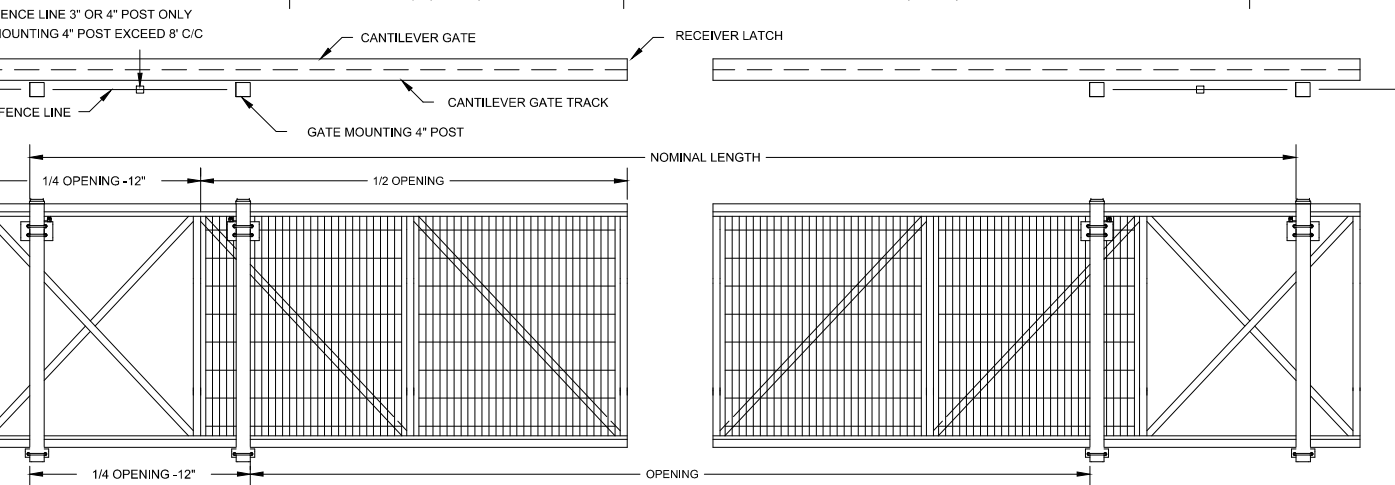 ENCE LINE 3" OR 4" POST ONLY
OUNTING 4" POST EXCEED 8' C/C
CANTILEVER GATE
RECEIVER LATCH
CANTILEVER GATE TRACK
FENCE LINE
GATE MOUNTING 4" POST
NOMINAL LENGTH
1/4 OPENING -12"
1/2 OPENING
1/4 OPENING -12"
OPENING